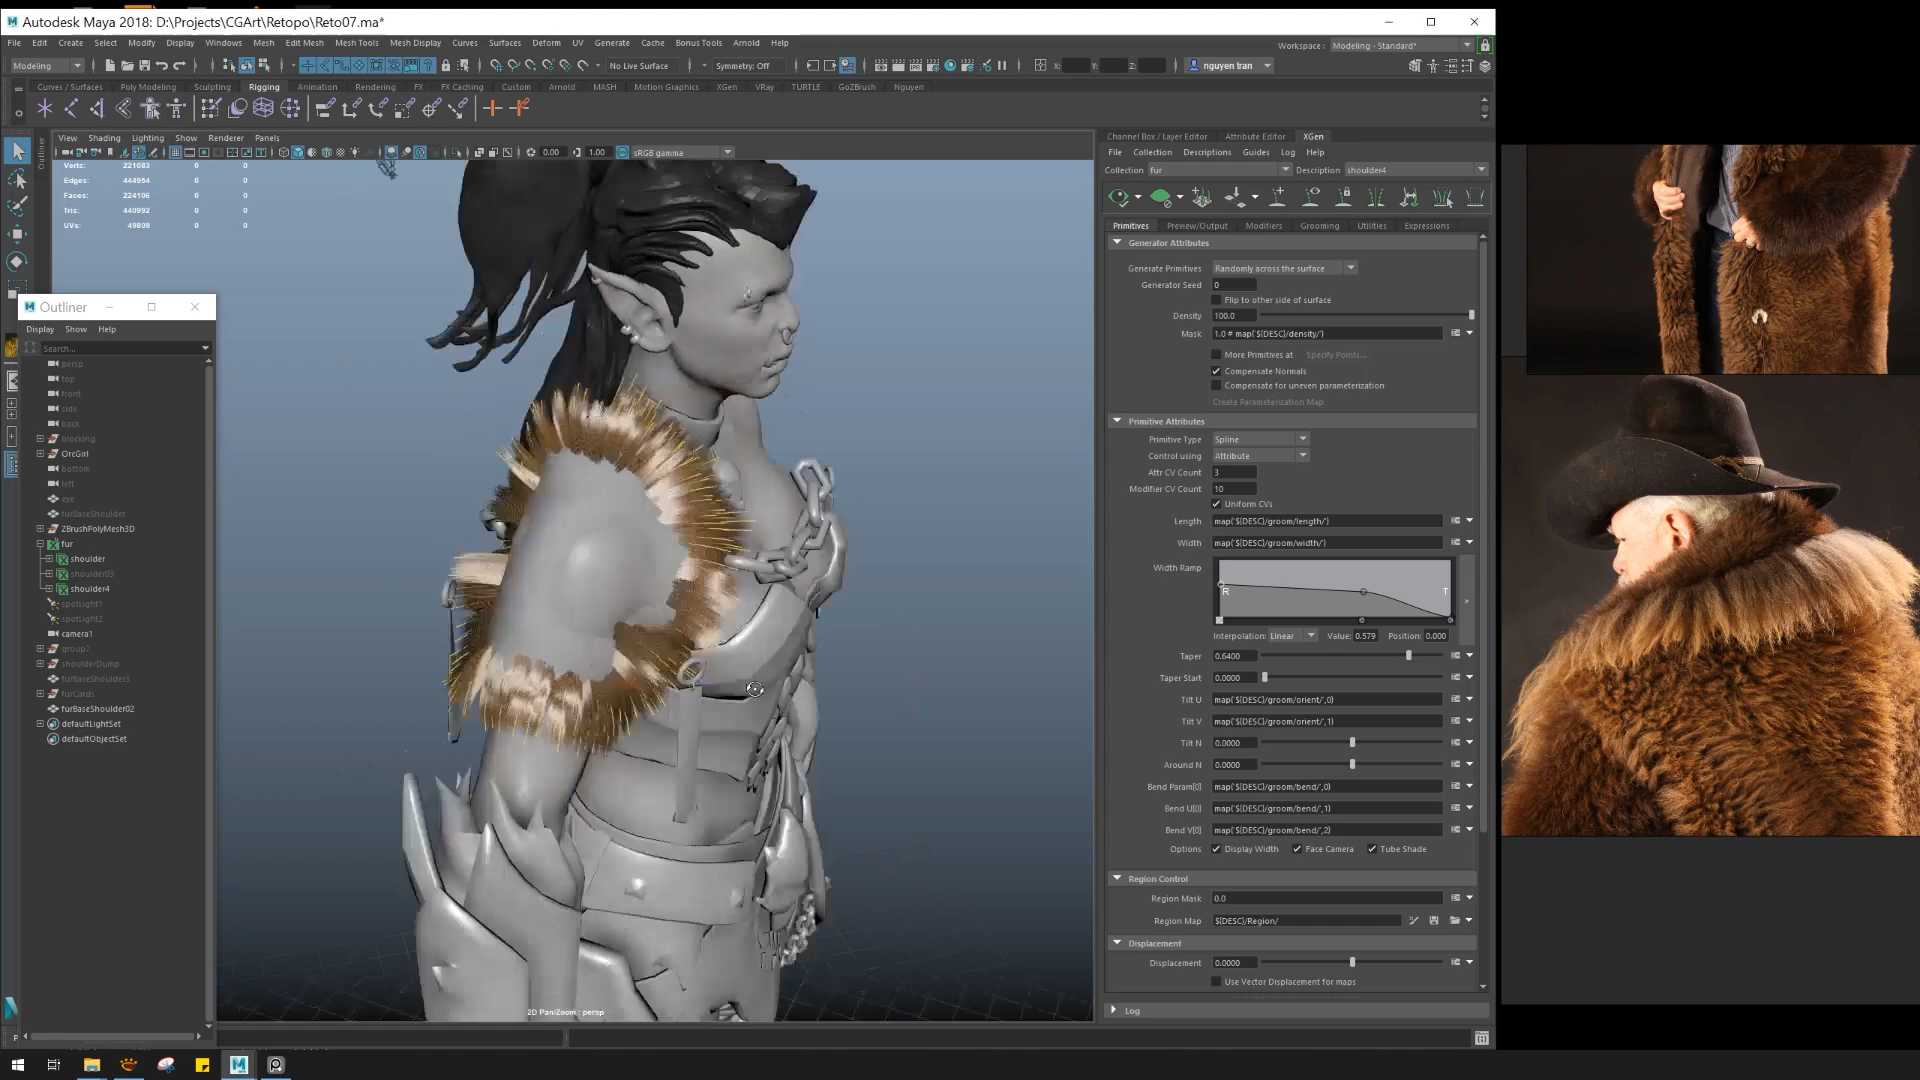 Autodesk Maya 2018: D:\Projects\CGArt\Retopo\Reto07.ma*
File Edit Create Select Modify Display Windows Mesh Edit Mesh Mesh Tools Mesh Display Curves Surfaces Deform UV Generate Cache Bonus Tools Arnold Help
Workspace : Modeling - Standard*
Modeling No Live Surface Symmetry: Off X: Y: Z: nguyen tran
Curves / Surfaces Poly Modeling Sculpting Rigging Animation Rendering FX FX Caching Custom Arnold MASH Motion Graphics XGen VRay TURTLE GoZBrush Nguyen
View Shading Lighting Show Renderer Panels
0.00 1.00 sRGB gamma
Verts: 221083 0 0
Edges: 444954 0 0
Faces: 224106 0 0
Tris: 440992 0 0
UVs: 49809 0 0
2D Pan/Zoom : persp
Outliner
Outliner
Display Show Help
Search...
persp
top
front
side
back
blocking
OrcGirl
bottom
left
eye
furBaseShoulder
ZBrushPolyMesh3D
fur
shoulder
shoulder03
shoulder4
spotLight1
spotLight2
camera1
group7
shoulderDump
furBaseShoulder3
furCards
furBaseShoulder02
defaultLightSet
defaultObjectSet
Channel Box / Layer Editor Attribute Editor XGen
File Collection Descriptions Guides Log Help
Collection fur Description shoulder4
Primitives Preview/Output Modifiers Grooming Utilities Expressions
Generator Attributes
Generate Primitives Randomly across the surface
Generator Seed 0
Flip to other side of surface
Density 100.0
Mask 1.0 # map('${DESC}/density/')
More Primitives at Specify Points...
Compensate Normals
Compensate for uneven parameterization
Create Parameterization Map
Primitive Attributes
Primitive Type Spline
Control using Attribute
Attr CV Count 3
Modifier CV Count 10
Uniform CVs
Length map('${DESC}/groom/length/')
Width map('${DESC}/groom/width/')
Width Ramp
R T
Interpolation: Linear Value: 0.579 Position: 0.000
Taper 0.6400
Taper Start 0.0000
Tilt U map('${DESC}/groom/orient/',0)
Tilt V map('${DESC}/groom/orient/',1)
Tilt N 0.0000
Around N 0.0000
Bend Param[0] map('${DESC}/groom/bend/',0)
Bend U[0] map('${DESC}/groom/bend/',1)
Bend V[0] map('${DESC}/groom/bend/',2)
Options Display Width Face Camera Tube Shade
Region Control
Region Mask 0.0
Region Map ${DESC}/Region/
Displacement
Displacement 0.0000
Use Vector Displacement for maps
Log